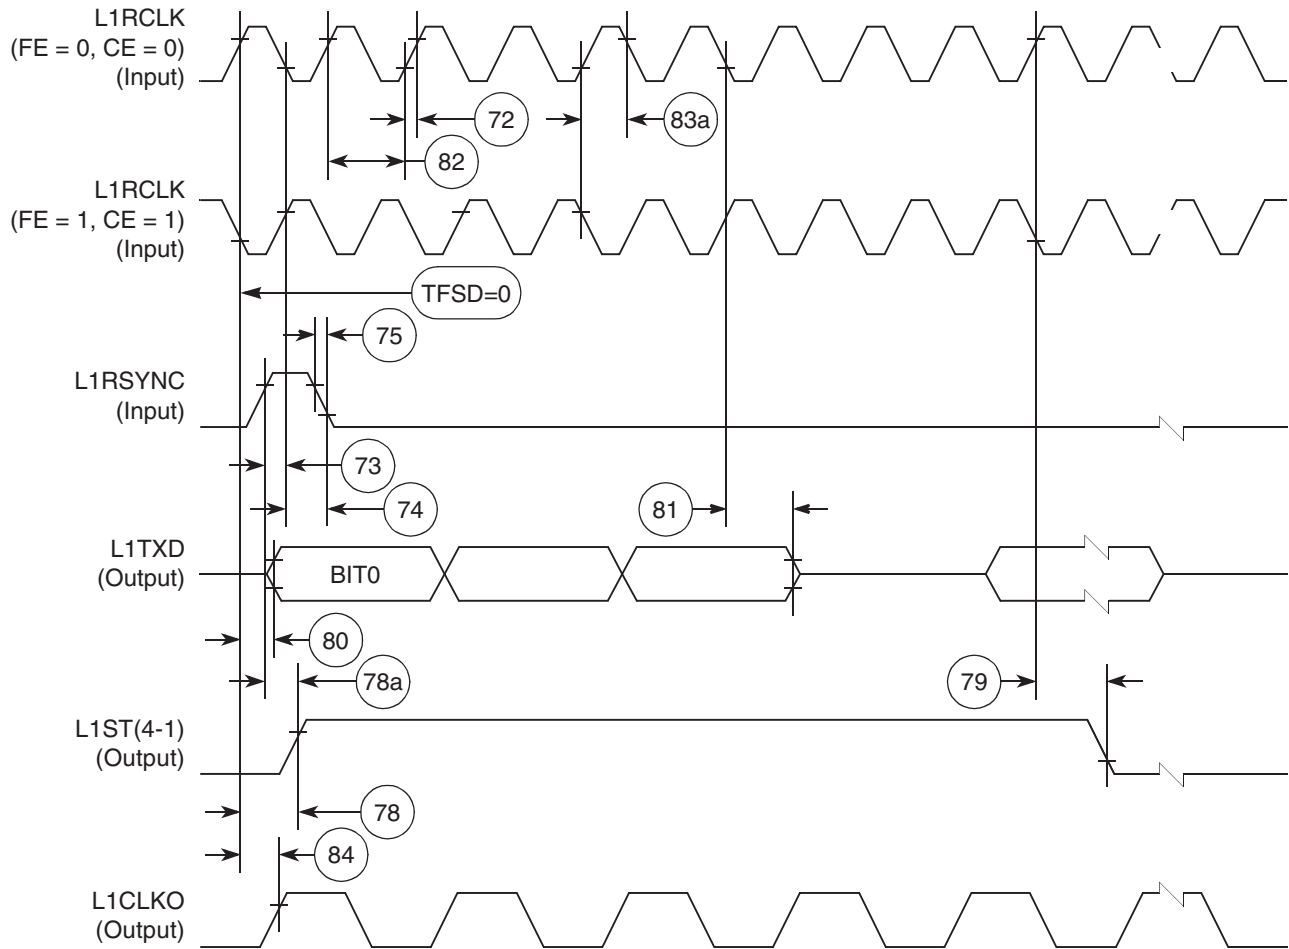 L1RCLK
(FE = 0, CE = 0)
(Input)
72
83a
82
L1RCLK
(FE = 1, CE = 1)
(Input)
TFSD=0
75
L1RSYNC
(Input)
73
74
81
L1TXD
(Output)
BIT0
80
78a
79
L1ST(4-1)
(Output)
78
84
L1CLKO
(Output)